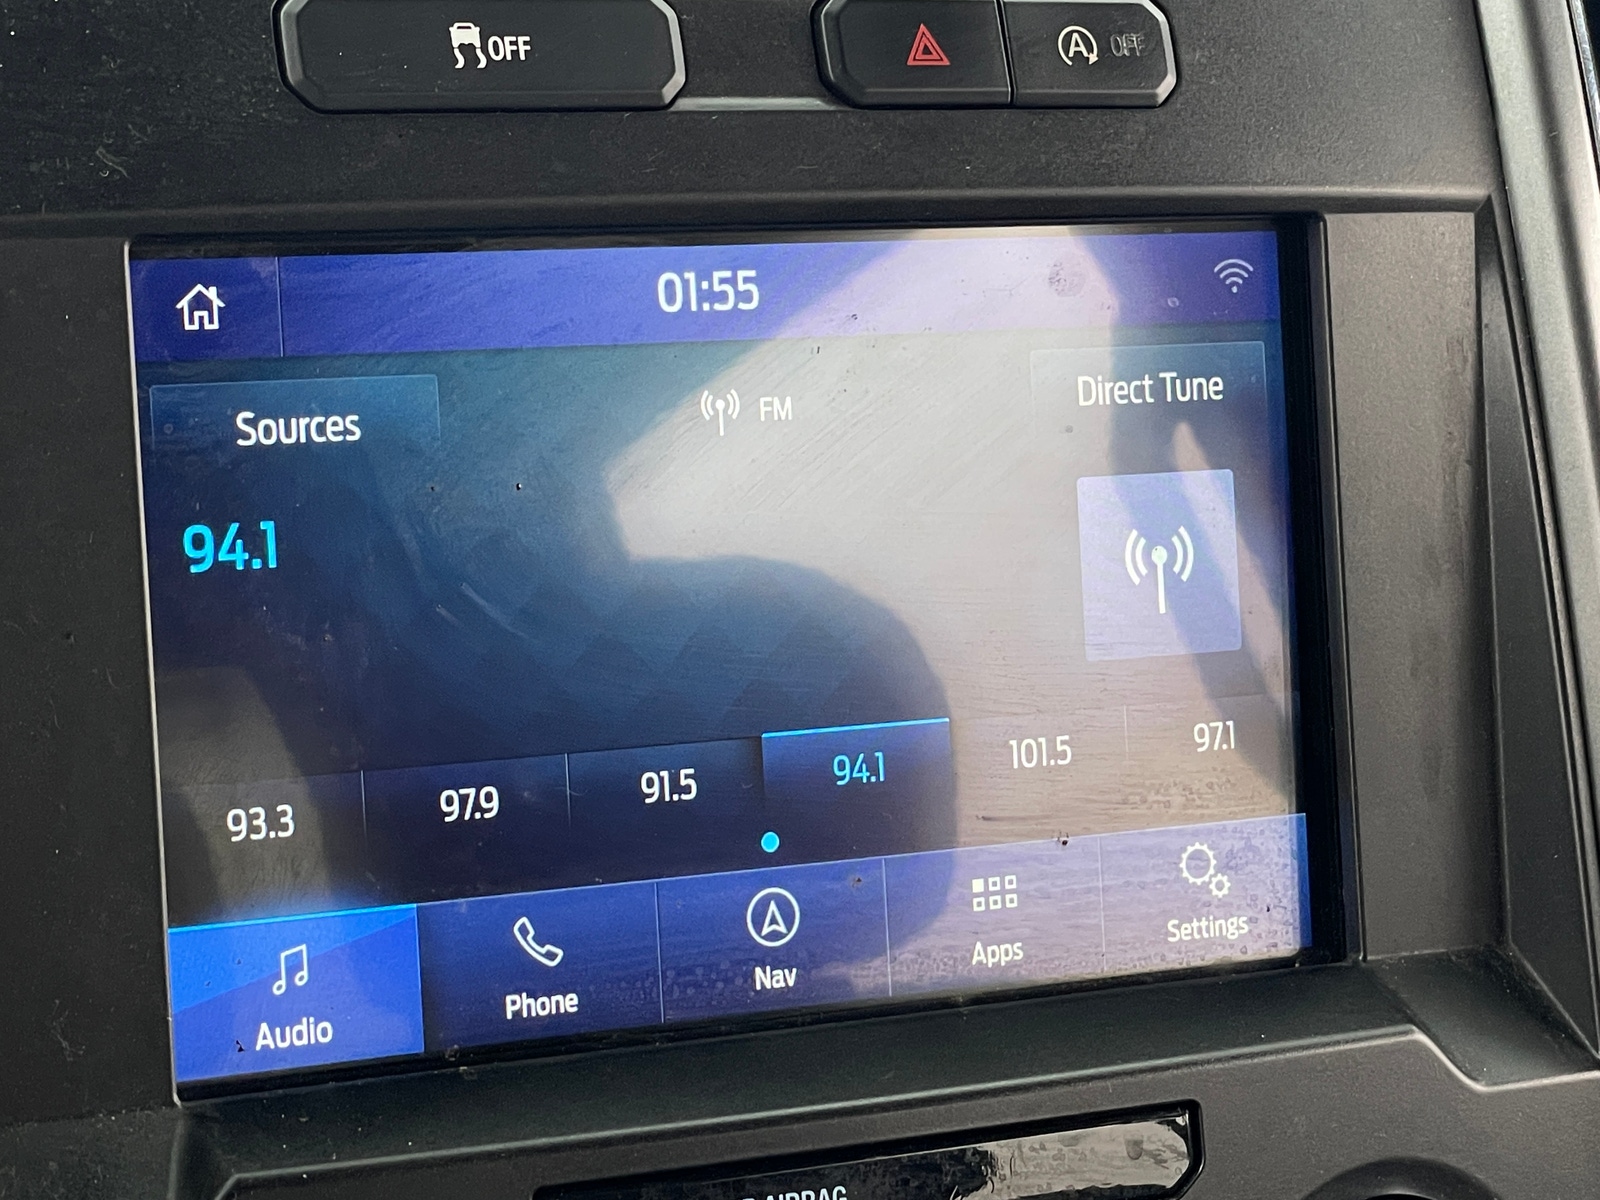 OFF
A OFF
01:55
Sources
FM
Direct Tune
94.1
93.3
97.9
91.5
94.1
101.5
97.1
Audio
Phone
Nav
Apps
Settings
AIRBAG